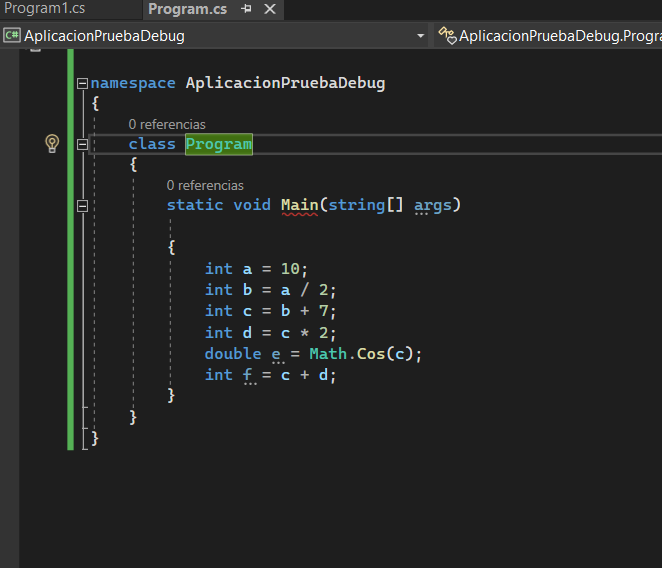 Program1.cs Program.cs
C# AplicacionPruebaDebug AplicacionPruebaDebug.Progra
namespace AplicacionPruebaDebug
{
0 referencias
class Program
{
0 referencias
static void Main(string[] args)
{
int a = 10;
int b = a / 2;
int c = b + 7;
int d = c * 2;
double e = Math.Cos(c);
int f = c + d;
}
}
}